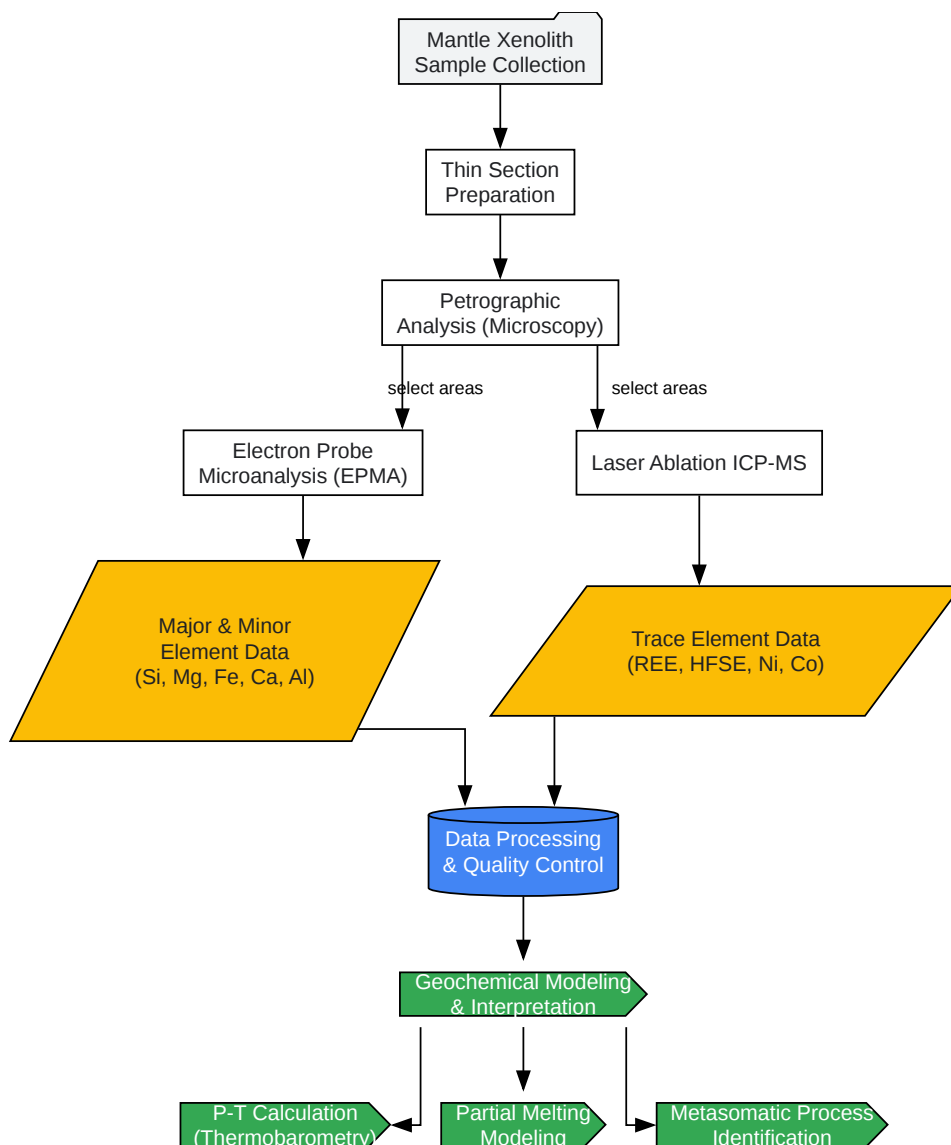 Mantle Xenolith
Sample Collection
Thin Section
Preparation
Petrographic
Analysis (Microscopy)
select areas
select areas
Electron Probe
Microanalysis (EPMA)
Laser Ablation ICP-MS
Major & Minor
Element Data
(Si, Mg, Fe, Ca, Al)
Trace Element Data
(REE, HFSE, Ni, Co)
Data Processing
& Quality Control
Geochemical Modeling
& Interpretation
P-T Calculation
(Thermobarometry)
Partial Melting
Modeling
Metasomatic Process
Identification